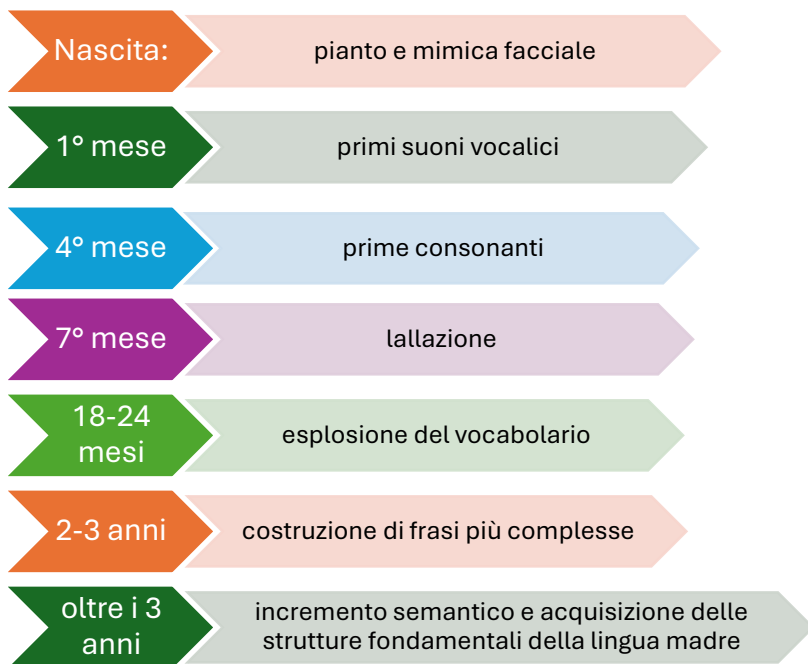 Nascita:
pianto e mimica facciale
1° mese
primi suoni vocalici
4° mese
prime consonanti
7° mese
lallazione
18-24
mesi
esplosione del vocabolario
2-3 anni
costruzione di frasi più complesse
oltre i 3
anni
incremento semantico e acquisizione delle
strutture fondamentali della lingua madre